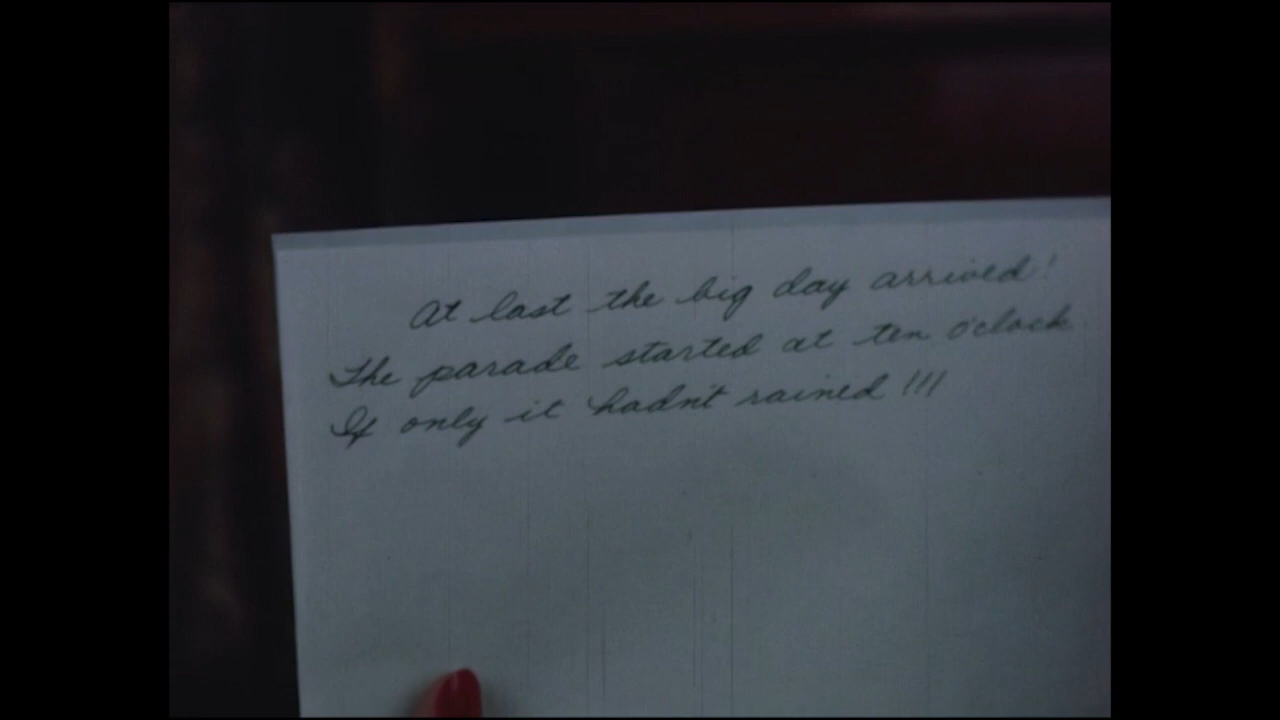 At last the big day arrived!
The parade started at ten o'clock
If only it hadn't rained!!!